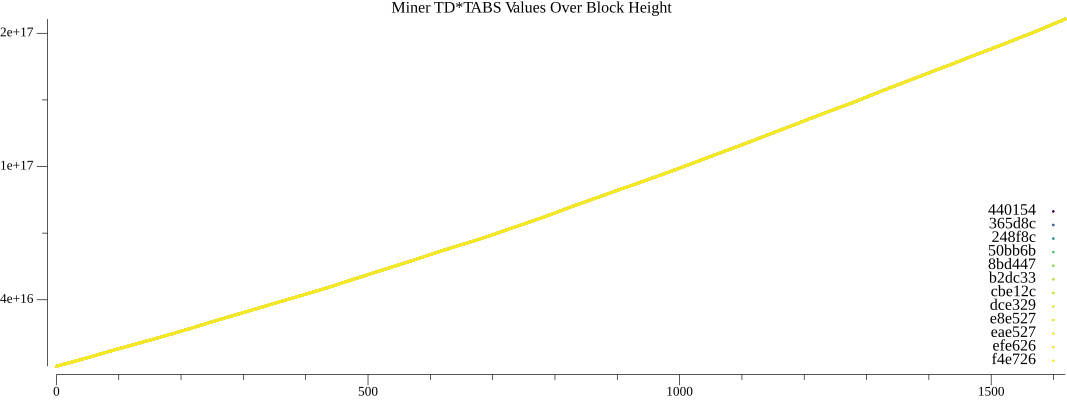 Miner TD*TABS Values Over Block Height
2e+17
1e+17
4e+16
440154
365d8c
248f8c
50bb6b
8bd447
b2dc33
cbe12c
dce329
e8e527
eae527
efe626
f4e726
0 500 1000 1500